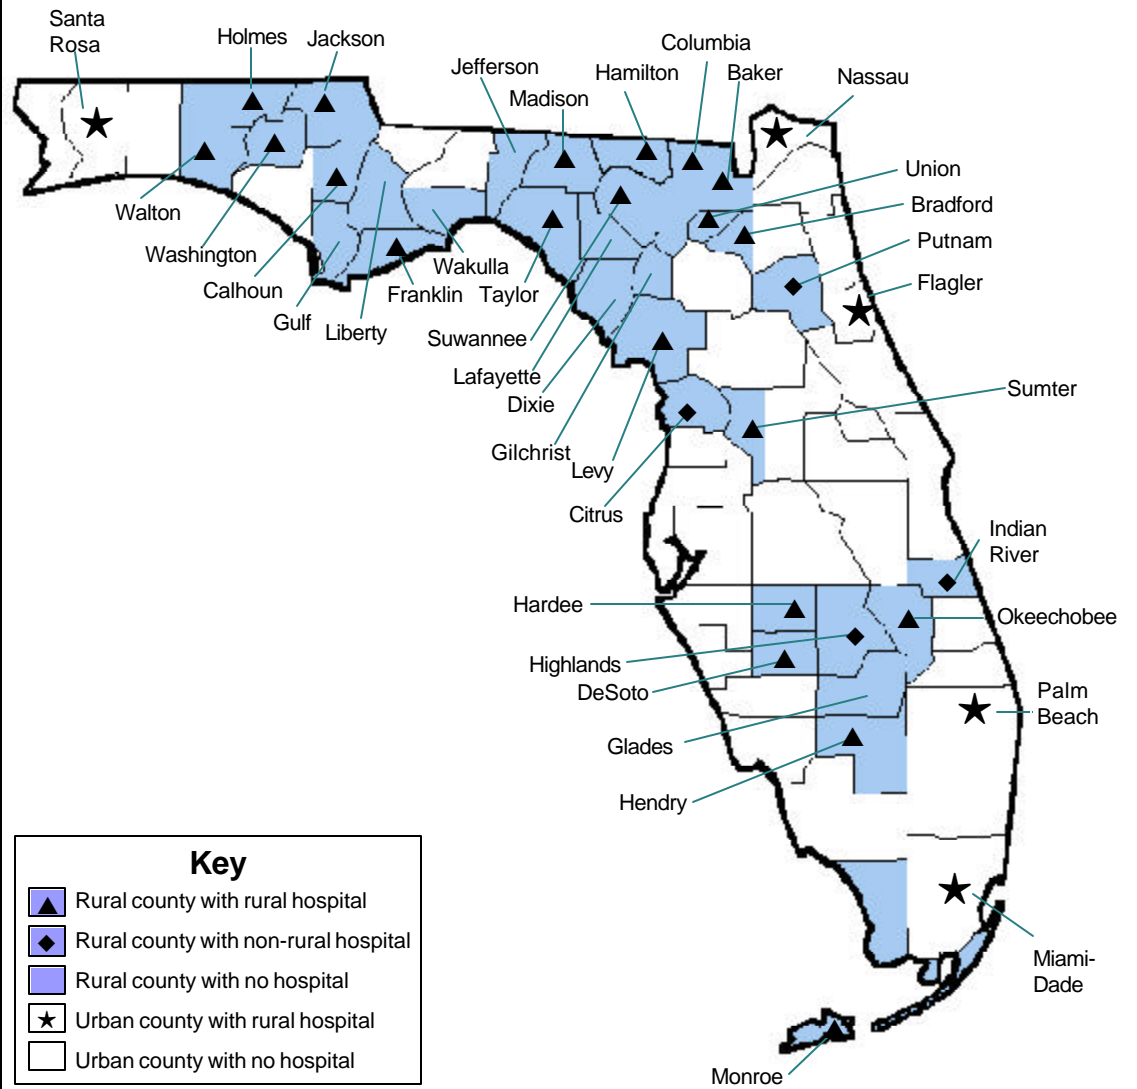 Santa
Rosa
Holmes
Jackson
Jefferson
Madison
Hamilton
Columbia
Baker
Nassau
Union
Bradford
Putnam
Flagler
Walton
Washington
Calhoun
Gulf
Liberty
Franklin
Wakulla
Taylor
Suwannee
Lafayette
Dixie
Gilchrist
Levy
Citrus
Sumter
Indian
River
Hardee
Okeechobee
Highlands
DeSoto
Palm
Beach
Glades
Hendry
Miami-
Dade
Monroe
Key
Rural county with rural hospital
Rural county with non-rural hospital
Rural county with no hospital
Urban county with rural hospital
Urban county with no hospital